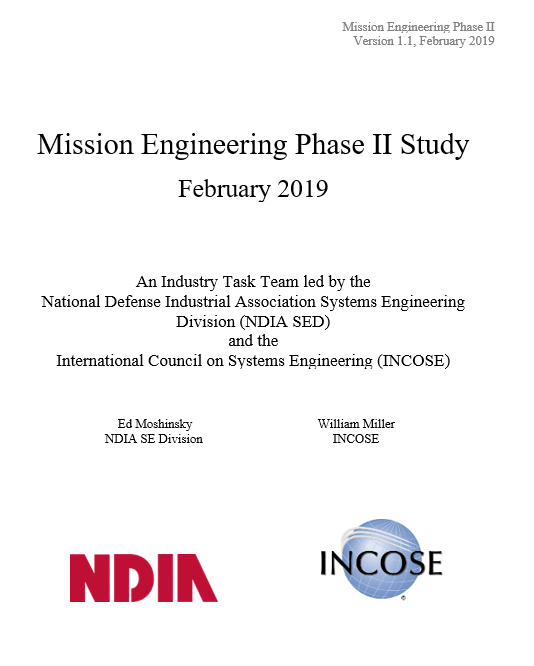 Mission Engineering Phase II
Version 1.1, February 2019
Mission Engineering Phase II Study
February 2019
An Industry Task Team led by the
National Defense Industrial Association Systems Engineering
Division (NDIA SED)
and the
International Council on Systems Engineering (INCOSE)
Ed Moshinsky
NDIA SE Division
William Miller
INCOSE
NDIA
INCOSE
®